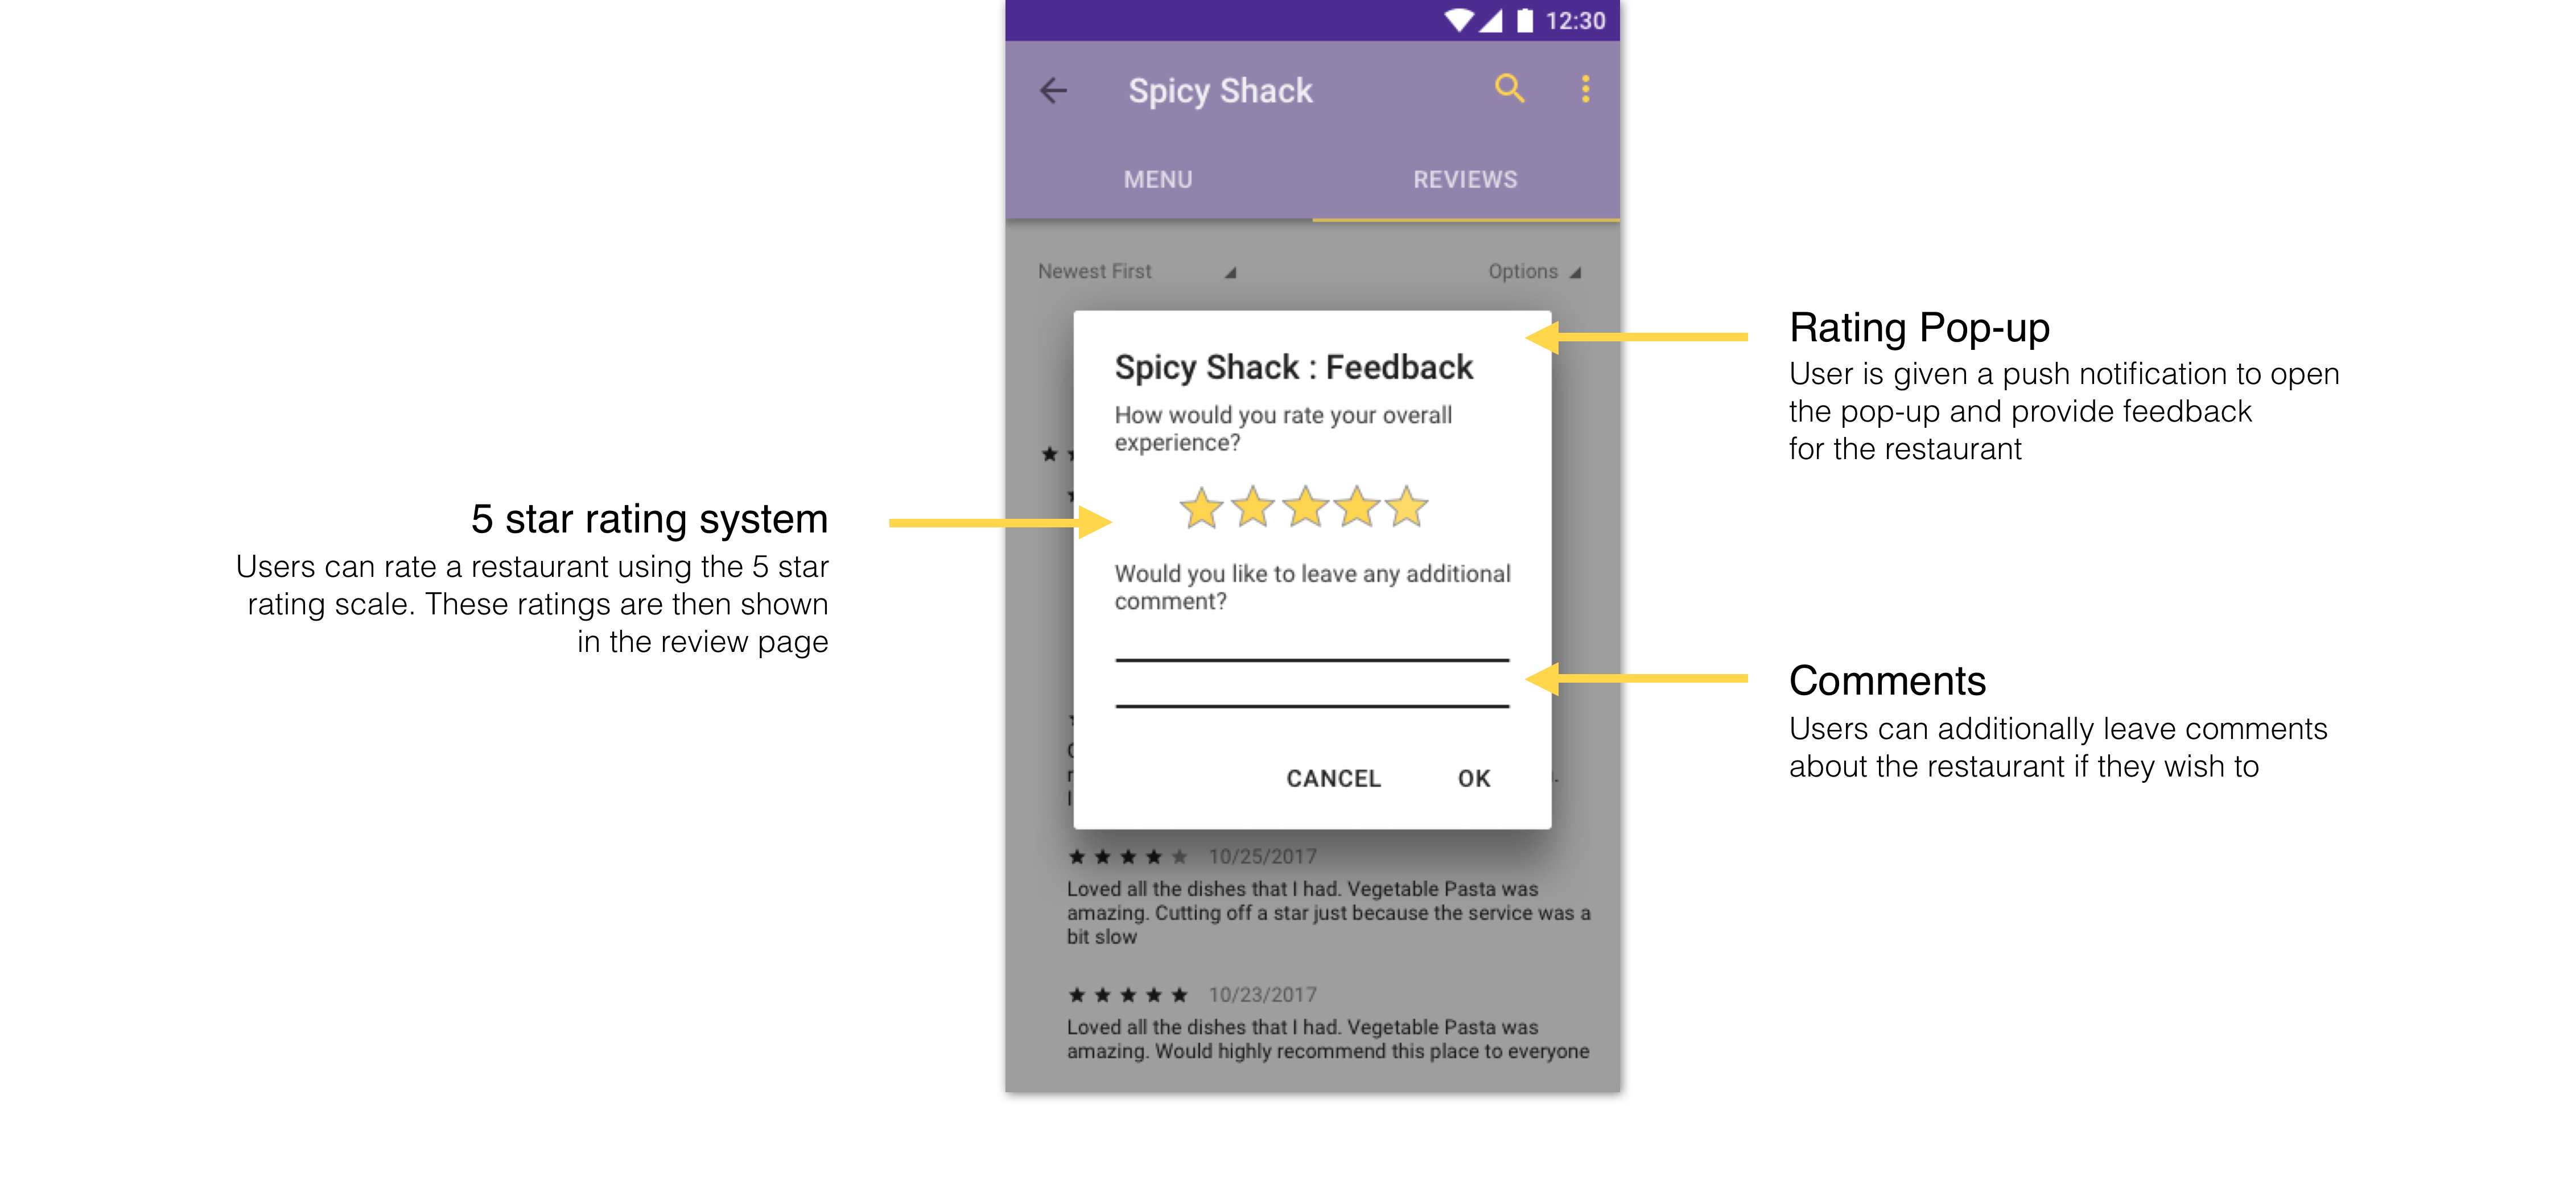 12:30
Spicy Shack
MENU
REVIEWS
Newest First
Options
Spicy Shack : Feedback
How would you rate your overall
experience?
Would you like to leave any additional
comment?
CANCEL
OK
10/25/2017
Loved all the dishes that I had. Vegetable Pasta was
amazing. Cutting off a star just because the service was a
bit slow
10/23/2017
Loved all the dishes that I had. Vegetable Pasta was
amazing. Would highly recommend this place to everyone
5 star rating system
Users can rate a restaurant using the 5 star
rating scale. These ratings are then shown
in the review page
Rating Pop-up
User is given a push notification to open
the pop-up and provide feedback
for the restaurant
Comments
Users can additionally leave comments
about the restaurant if they wish to